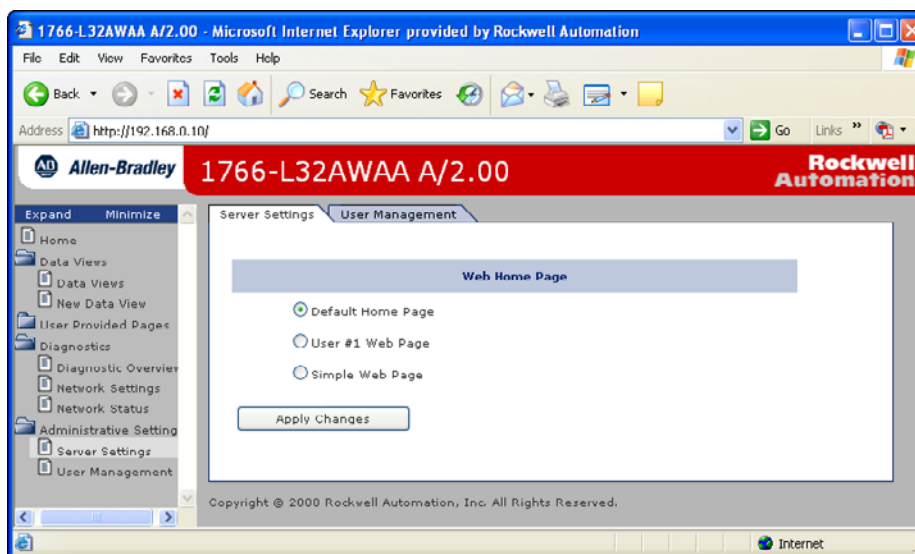 1766-L32AWAA A/2.00 - Microsoft Internet Explorer provided by Rockwell Automation
File Edit View Favorites Tools Help
Back Search Favorites
Address http://192.168.0.10/ Go Links »
AB Allen-Bradley 1766-L32AWAA A/2.00 Rockwell
Automation
Expand Minimize Server Settings User Management
Home
Data Views
Data Views
New Data View
User Provided Pages
Diagnostics
Diagnostic Overview
Network Settings
Network Status
Administrative Setting
Server Settings
User Management
Web Home Page
Default Home Page
User #1 Web Page
Simple Web Page
Apply Changes
Copyright © 2000 Rockwell Automation, Inc. All Rights Reserved.
Internet